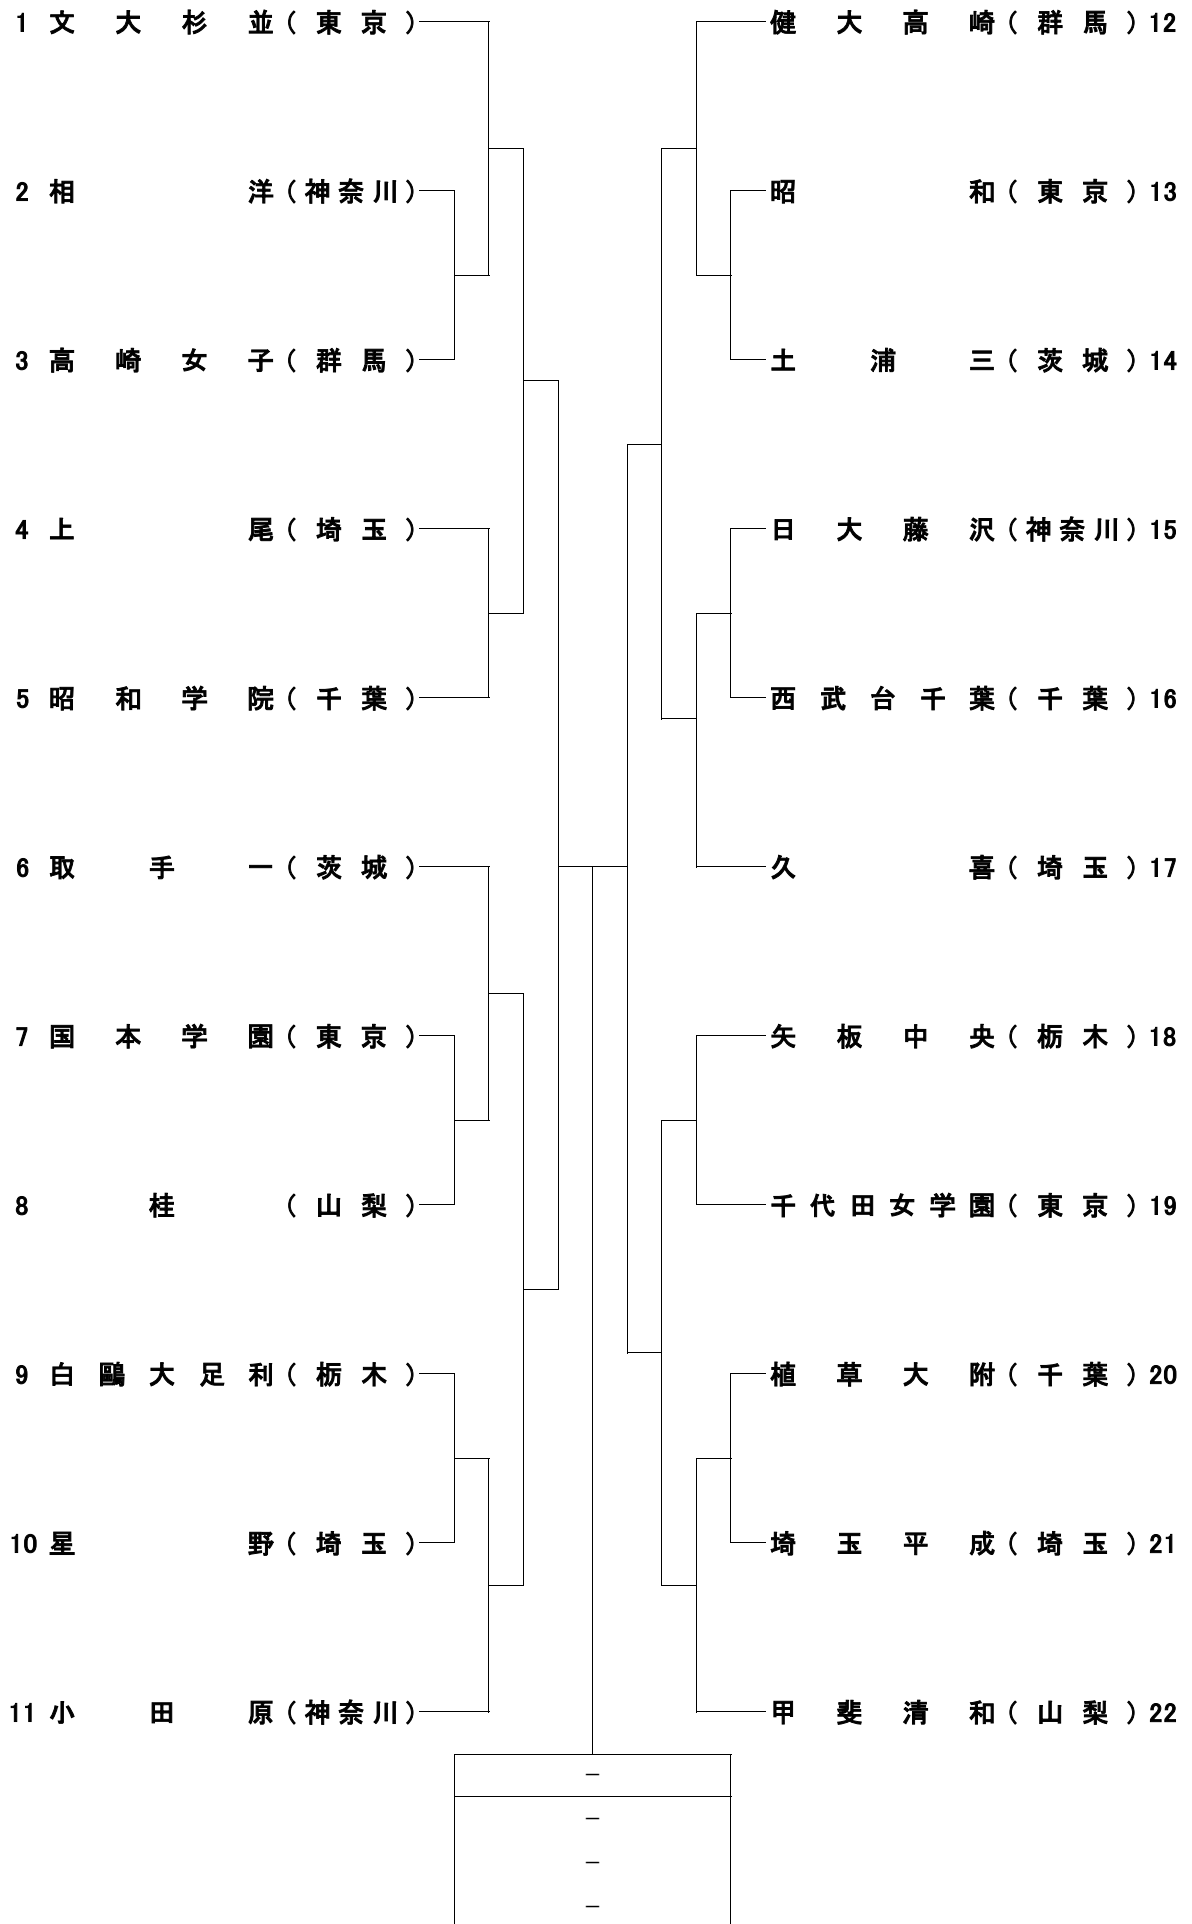 1 文大杉並(東京)
2 相洋(神奈川)
3 高崎女子(群馬)
4 上尾(埼玉)
5 昭和学院(千葉)
6 取手一(茨城)
7 国本学園(東京)
8 桂(山梨)
9 白鷗大足利(栃木)
10 星野(埼玉)
11 小田原(神奈川)
健大高崎(群馬) 12
昭和(東京) 13
土浦三(茨城) 14
日大藤沢(神奈川) 15
西武台千葉(千葉) 16
久喜(埼玉) 17
矢板中央(栃木) 18
千代田女学園(東京) 19
植草大附(千葉) 20
埼玉平成(埼玉) 21
甲斐清和(山梨) 22
－
－
－
－